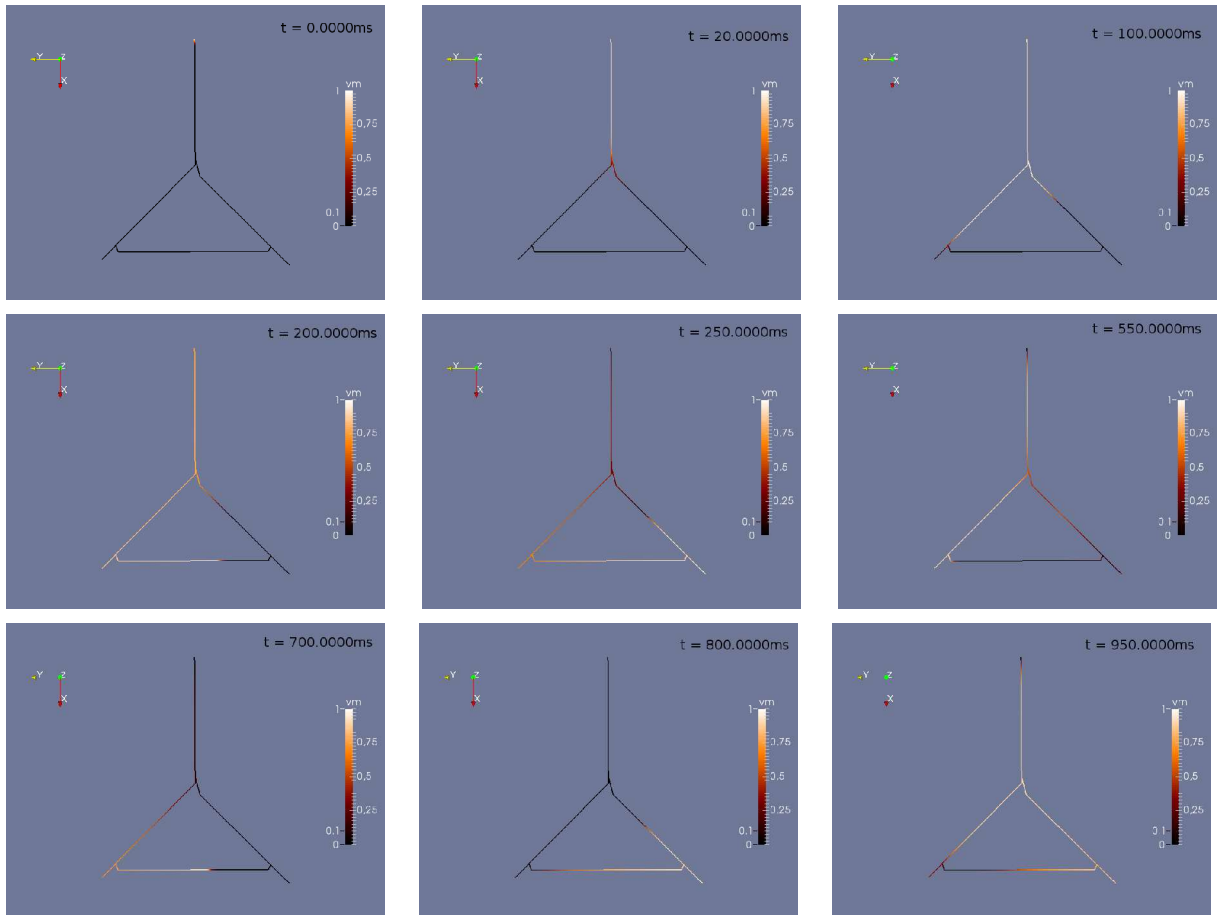 t = 0.0000ms
Y Z
X
vm
1
0.75
0.5
0.25
0.1
0
t = 20.0000ms
Y Z
X
vm
1
0.75
0.5
0.25
0.1
0
t = 100.0000ms
Y Z
X
vm
1
0.75
0.5
0.25
0.1
0
t = 200.0000ms
Y Z
X
vm
1
0.75
0.5
0.25
0.1
0
t = 250.0000ms
Y Z
X
vm
1
0.75
0.5
0.25
0.1
0
t = 550.0000ms
Y Z
X
vm
1
0.75
0.5
0.25
0.1
0
t = 700.0000ms
Y Z
X
vm
1
0.75
0.5
0.25
0.1
0
t = 800.0000ms
Y Z
X
vm
1
0.75
0.5
0.25
0.1
0
t = 950.0000ms
Y Z
X
vm
1
0.75
0.5
0.25
0.1
0